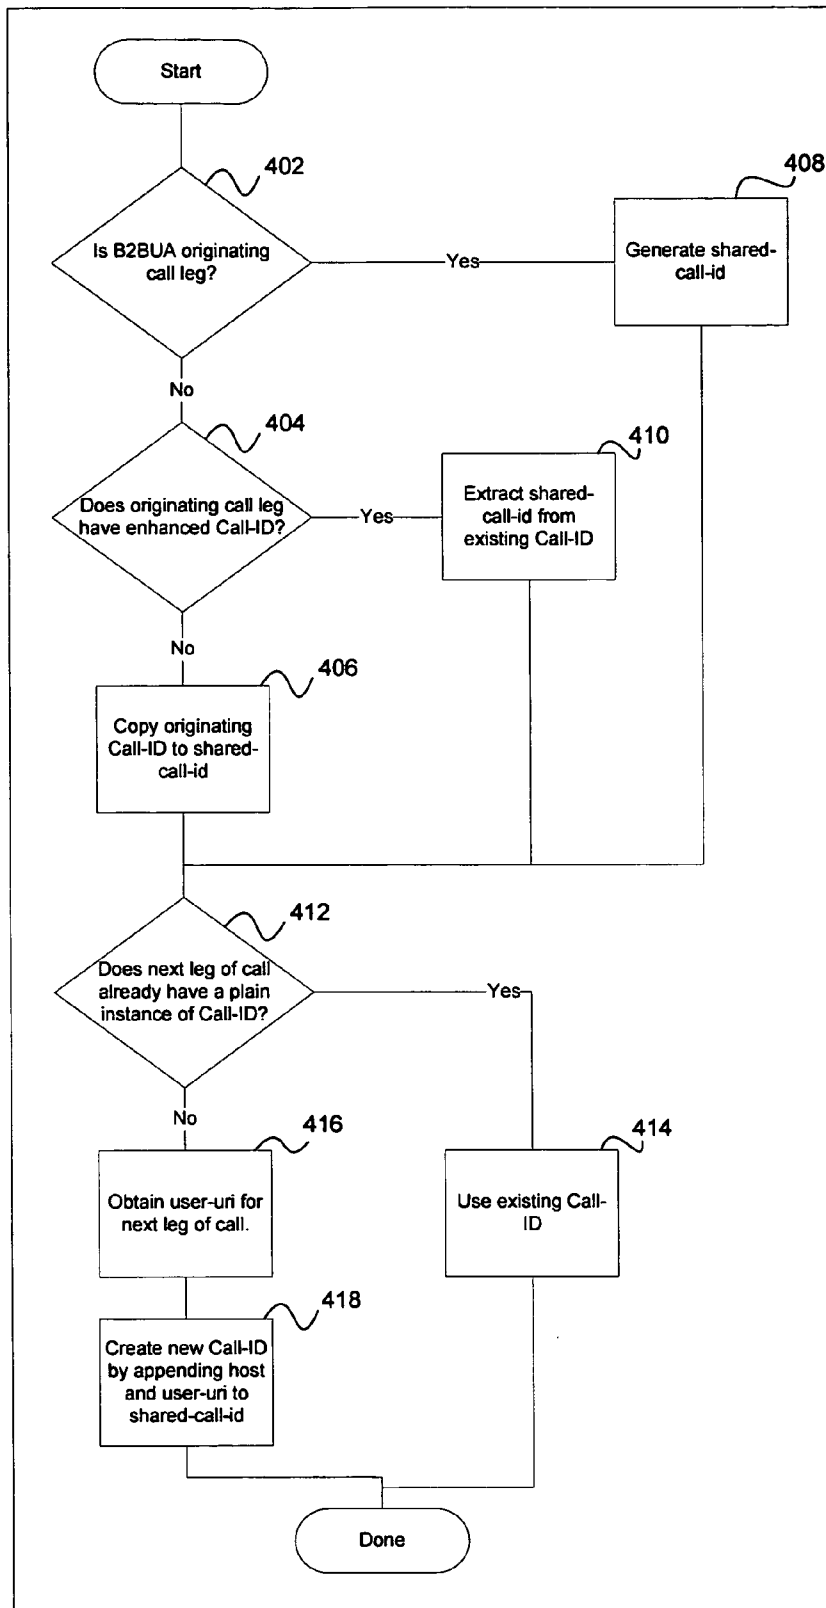 Start
402
Is B2BUA originating
call leg?
Yes
408
Generate shared-
call-id
No
404
Does originating call leg
have enhanced Call-ID?
Yes
410
Extract shared-
call-id from
existing Call-ID
No
406
Copy originating
Call-ID to shared-
call-id
412
Does next leg of call
already have a plain
instance of Call-ID?
Yes
No
416
Obtain user-uri for
next leg of call.
414
Use existing Call-
ID
418
Create new Call-ID
by appending host
and user-uri to
shared-call-id
Done